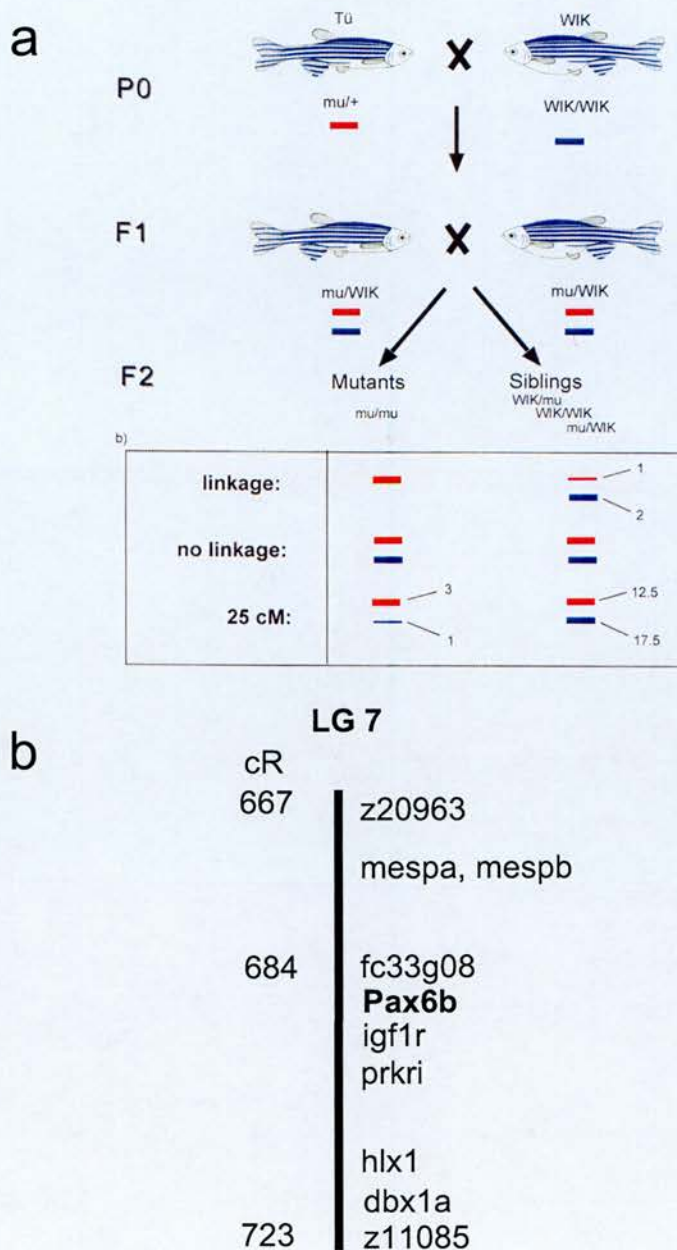 a
Tü
WIK
P0
X
mu/+
WIK/WIK
F1
X
mu/WIK
mu/WIK
F2
Mutants
Siblings
mu/mu
WIK/mu
WIK/WIK
mu/WIK
b)
linkage:
1
2
no linkage:
25 cM:
3
1
12.5
17.5
LG 7
b
cR
667
z20963
mespa, mespb
684
fc33g08
Pax6b
igf1r
prkri
hlx1
dbx1a
723
z11085